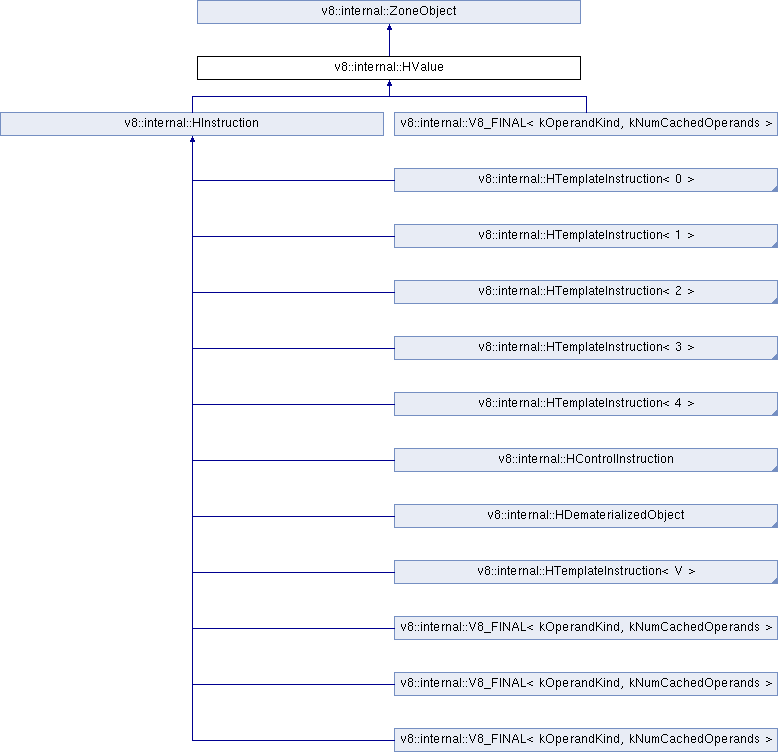 v8::internal::ZoneObject
v8::internal::HValue
v8::internal::HInstruction
v8::internal::V8_FINAL< kOperandKind, kNumCachedOperands >
v8::internal::HTemplateInstruction< 0 >
v8::internal::HTemplateInstruction< 1 >
v8::internal::HTemplateInstruction< 2 >
v8::internal::HTemplateInstruction< 3 >
v8::internal::HTemplateInstruction< 4 >
v8::internal::HControlInstruction
v8::internal::HDematerializedObject
v8::internal::HTemplateInstruction< V >
v8::internal::V8_FINAL< kOperandKind, kNumCachedOperands >
v8::internal::V8_FINAL< kOperandKind, kNumCachedOperands >
v8::internal::V8_FINAL< kOperandKind, kNumCachedOperands >